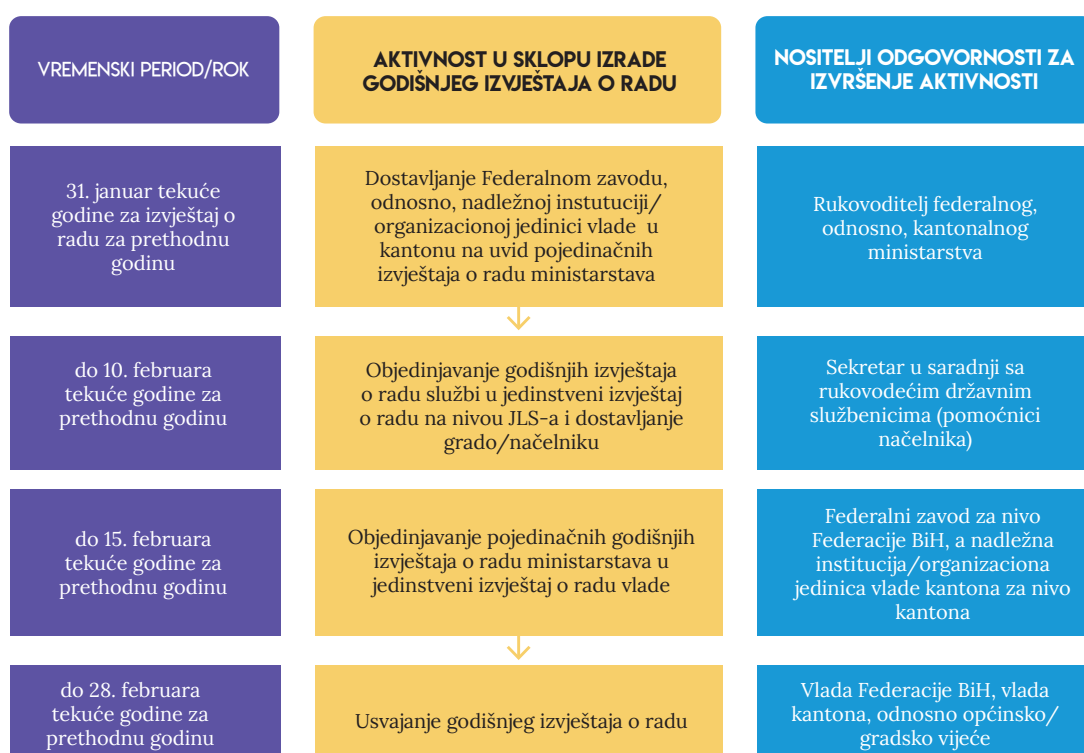 VREMENSKI PERIOD/ROK
AKTIVNOST U SKLOPU IZRADE
GODIŠNJEG IZVJEŠTAJA O RADU
NOSITELJI ODGOVORNOSTI ZA
IZVRŠENJE AKTIVNOSTI
31. januar tekuće
godine za izvještaj o
radu za prethodnu
godinu
Dostavljanje Federalnom zavodu,
odnosno, nadležnoj instutuciji/
organizacionoj jedinici vlade u
kantonu na uvid pojedinačnih
izvještaja o radu ministarstava
Rukovoditelj federalnog,
odnosno, kantonalnog
ministarstva
do 10. februara
tekuće godine za
prethodnu godinu
Objedinjavanje godišnjih izvještaja
o radu službi u jedinstveni izvještaj
o radu na nivou JLS-a i dostavljanje
grado/načelniku
Sekretar u saradnji sa
rukovodećim državnim
službenicima (pomoćnici
načelnika)
do 15. februara
tekuće godine za
prethodnu godinu
Objedinjavanje pojedinačnih godišnjih
izvještaja o radu ministarstava u
jedinstveni izvještaj o radu vlade
Federalni zavod za nivo
Federacije BiH, a nadležna
institucija/organizaciona
jedinica vlade kantona za nivo
kantona
do 28. februara
tekuće godine za
prethodnu godinu
Usvajanje godišnjeg izvještaja o radu
Vlada Federacije BiH, vlada
kantona, odnosno općinsko/
gradsko vijeće